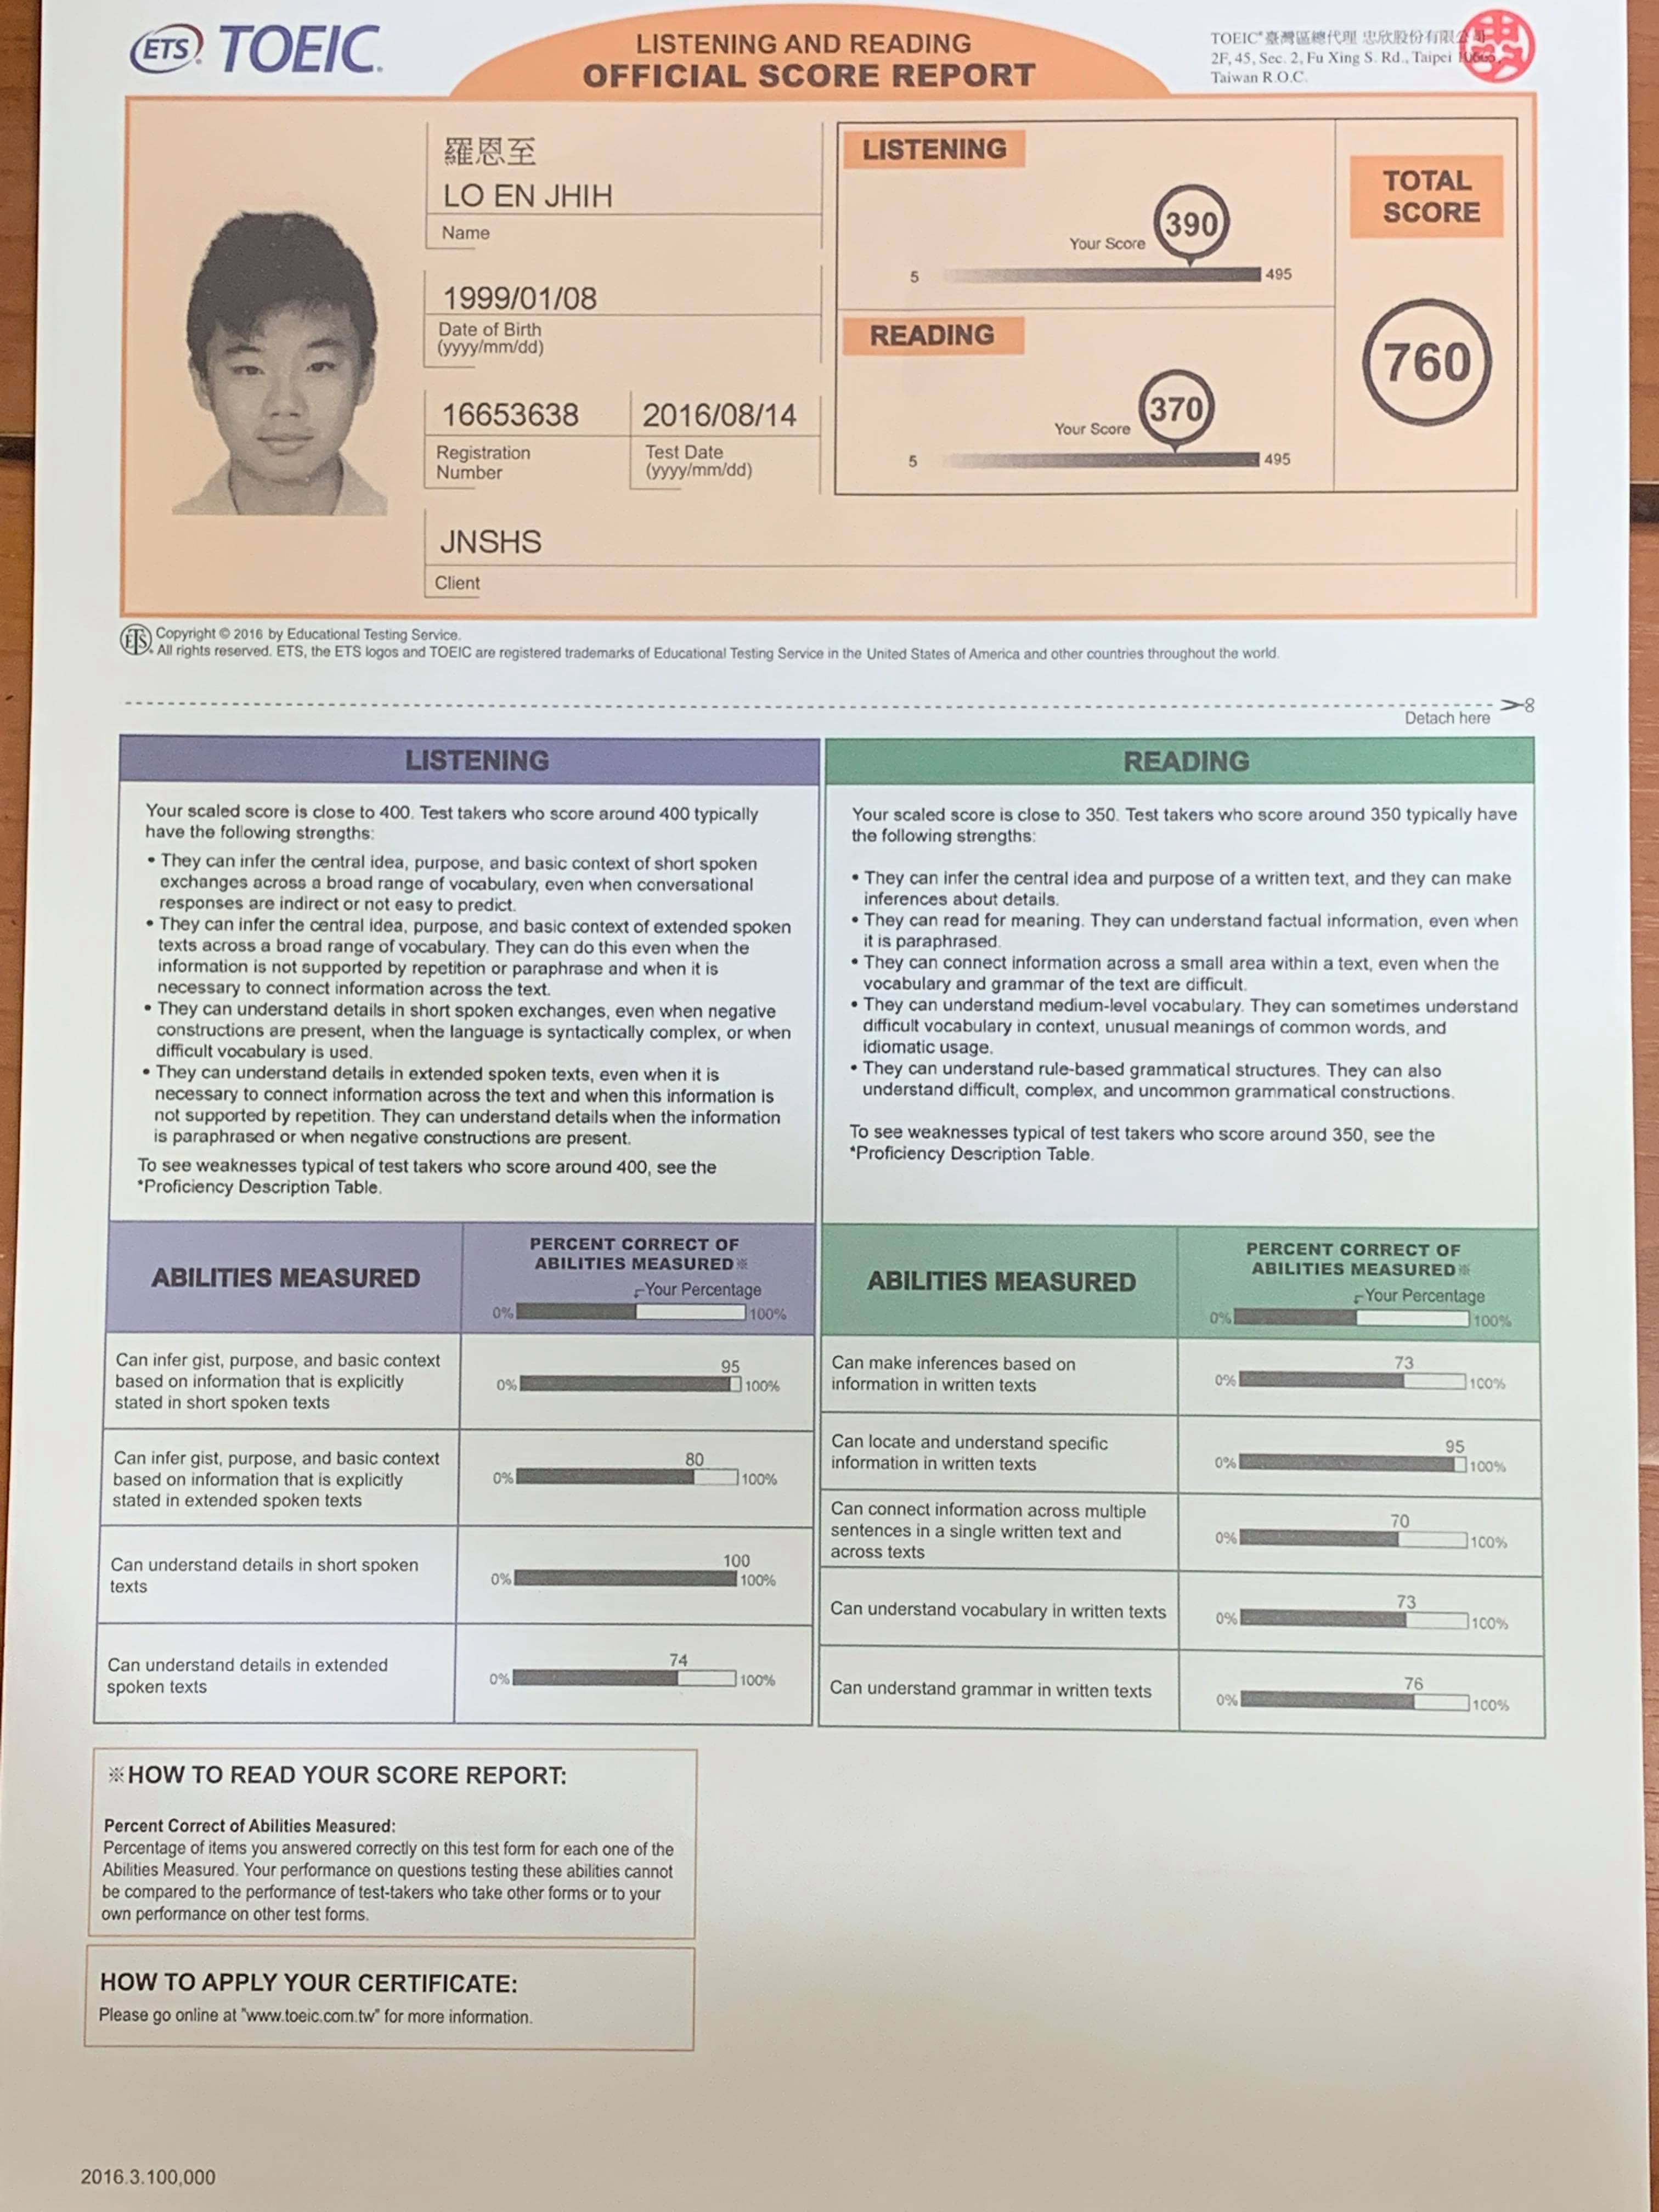 ETS® TOEIC®
LISTENING AND READING
OFFICIAL SCORE REPORT
TOEIC®臺灣區總代理 忠欣股份有限公司
2F, 45, Sec. 2, Fu Xing S. Rd., Taipei
Taiwan R.O.C.
羅恩至
LO EN JHIH
Name
1999/01/08
Date of Birth
(yyyy/mm/dd)
16653638
Registration
Number
2016/08/14
Test Date
(yyyy/mm/dd)
JNSHS
Client
LISTENING
390
Your Score
5
495
READING
370
Your Score
5
495
TOTAL
SCORE
760
ETS® Copyright © 2016 by Educational Testing Service.
All rights reserved. ETS, the ETS logos and TOEIC are registered trademarks of Educational Testing Service in the United States of America and other countries throughout the world.
Detach here
LISTENING
Your scaled score is close to 400. Test takers who score around 400 typically
have the following strengths:
• They can infer the central idea, purpose, and basic context of short spoken
exchanges across a broad range of vocabulary, even when conversational
responses are indirect or not easy to predict.
• They can infer the central idea, purpose, and basic context of extended spoken
texts across a broad range of vocabulary. They can do this even when the
information is not supported by repetition or paraphrase and when it is
necessary to connect information across the text.
• They can understand details in short spoken exchanges, even when negative
constructions are present, when the language is syntactically complex, or when
difficult vocabulary is used.
• They can understand details in extended spoken texts, even when it is
necessary to connect information across the text and when this information is
not supported by repetition. They can understand details when the information
is paraphrased or when negative constructions are present.
To see weaknesses typical of test takers who score around 400, see the
*Proficiency Description Table.
ABILITIES MEASURED
PERCENT CORRECT OF
ABILITIES MEASURED※
Your Percentage
0% 100%
Can infer gist, purpose, and basic context
based on information that is explicitly
stated in short spoken texts
95
0% 100%
Can infer gist, purpose, and basic context
based on information that is explicitly
stated in extended spoken texts
80
0% 100%
Can understand details in short spoken
texts
100
0% 100%
Can understand details in extended
spoken texts
74
0% 100%
READING
Your scaled score is close to 350. Test takers who score around 350 typically have
the following strengths:
• They can infer the central idea and purpose of a written text, and they can make
inferences about details.
• They can read for meaning. They can understand factual information, even when
it is paraphrased.
• They can connect information across a small area within a text, even when the
vocabulary and grammar of the text are difficult.
• They can understand medium-level vocabulary. They can sometimes understand
difficult vocabulary in context, unusual meanings of common words, and
idiomatic usage.
• They can understand rule-based grammatical structures. They can also
understand difficult, complex, and uncommon grammatical constructions.
To see weaknesses typical of test takers who score around 350, see the
*Proficiency Description Table.
ABILITIES MEASURED
PERCENT CORRECT OF
ABILITIES MEASURED※
Your Percentage
0% 100%
Can make inferences based on
information in written texts
73
0% 100%
Can locate and understand specific
information in written texts
95
0% 100%
Can connect information across multiple
sentences in a single written text and
across texts
70
0% 100%
Can understand vocabulary in written texts
73
0% 100%
Can understand grammar in written texts
76
0% 100%
※HOW TO READ YOUR SCORE REPORT:
Percent Correct of Abilities Measured:
Percentage of items you answered correctly on this test form for each one of the
Abilities Measured. Your performance on questions testing these abilities cannot
be compared to the performance of test-takers who take other forms or to your
own performance on other test forms.
HOW TO APPLY YOUR CERTIFICATE:
Please go online at "www.toeic.com.tw" for more information.
2016.3.100,000